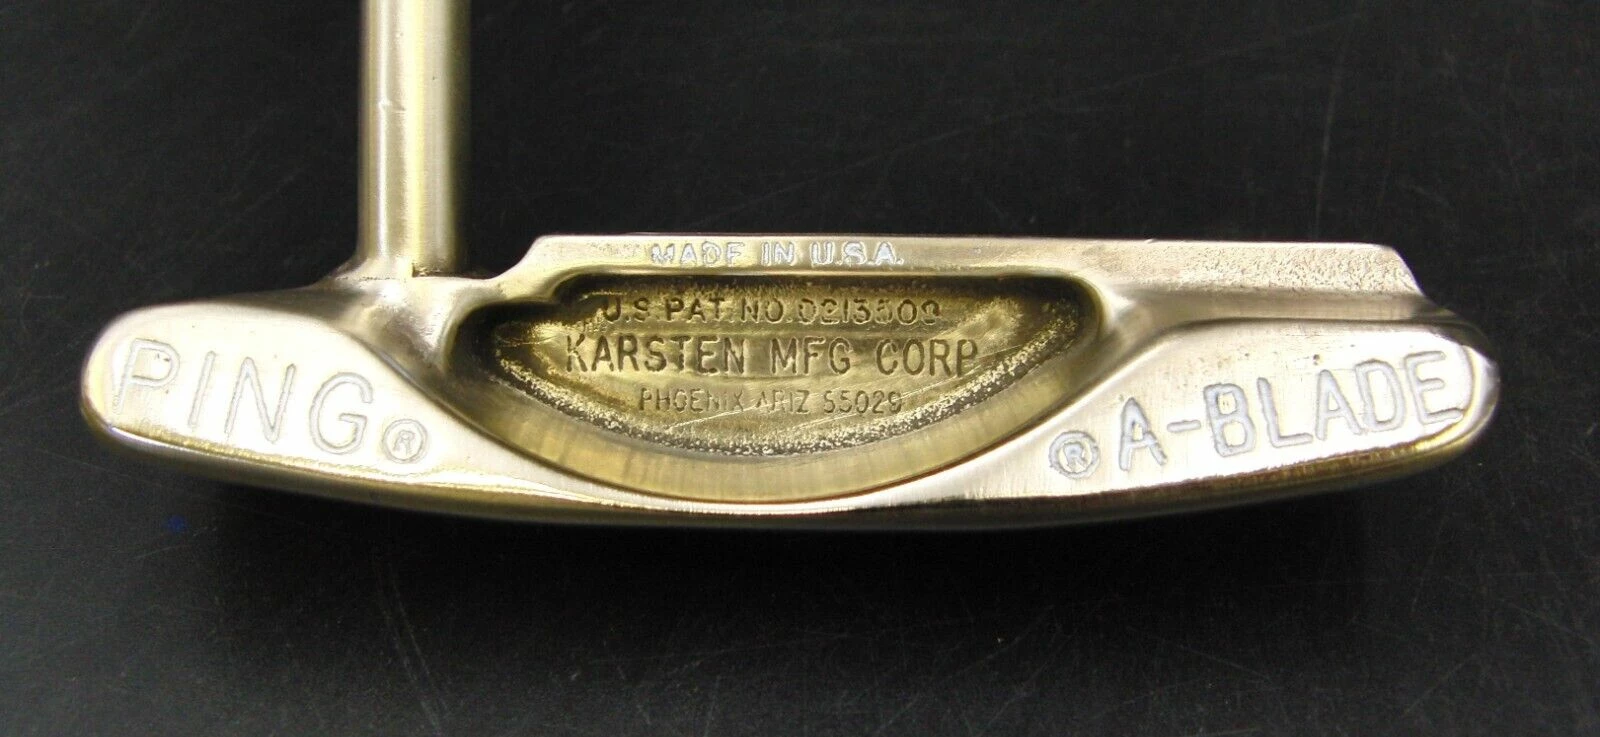 MADE IN U.S.A.
U.S. PAT. NO. D213509
KARSTEN MFG CORP
PHOENIX ARIZ 85029
PING®
® A-BLADE